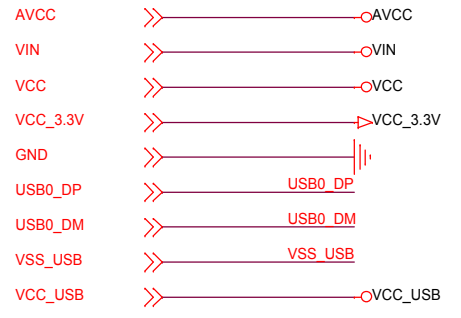 AVCC AVCC
VIN VIN
VCC VCC
VCC_3.3V VCC_3.3V
GND
USB0_DP USB0_DP
USB0_DM USB0_DM
VSS_USB VSS_USB
VCC_USB VCC_USB